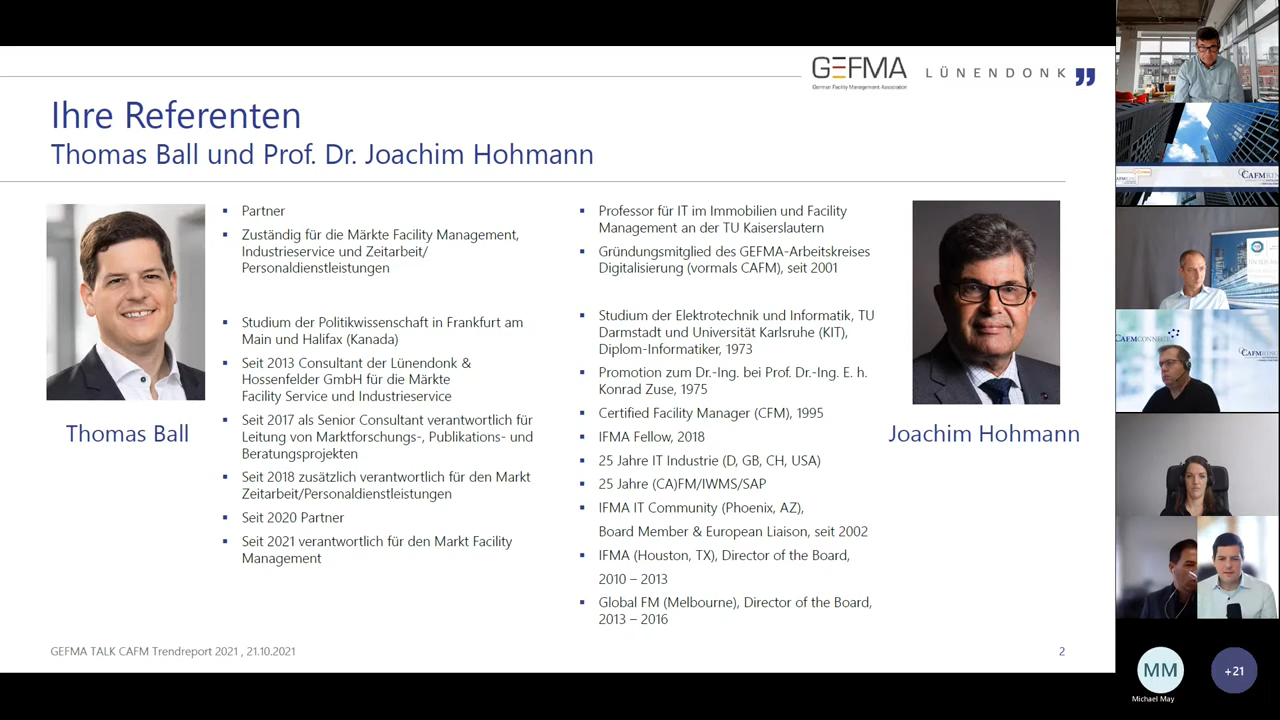 GEFMA
German Facility Management Association
LÜNENDONK
Ihre Referenten
Thomas Ball und Prof. Dr. Joachim Hohmann
▪ Partner
▪ Zuständig für die Märkte Facility Management,
Industrieservice und Zeitarbeit/
Personaldienstleistungen
▪ Studium der Politikwissenschaft in Frankfurt am
Main und Halifax (Kanada)
▪ Seit 2013 Consultant der Lünendonk &
Hossenfelder GmbH für die Märkte
Facility Service und Industrieservice
▪ Seit 2017 als Senior Consultant verantwortlich für
Leitung von Marktforschungs-, Publikations- und
Beratungsprojekten
▪ Seit 2018 zusätzlich verantwortlich für den Markt
Zeitarbeit/Personaldienstleistungen
▪ Seit 2020 Partner
▪ Seit 2021 verantwortlich für den Markt Facility
Management
Thomas Ball
▪ Professor für IT im Immobilien und Facility
Management an der TU Kaiserslautern
▪ Gründungsmitglied des GEFMA-Arbeitskreises
Digitalisierung (vormals CAFM), seit 2001
▪ Studium der Elektrotechnik und Informatik, TU
Darmstadt und Universität Karlsruhe (KIT),
Diplom-Informatiker, 1973
▪ Promotion zum Dr.-Ing. bei Prof. Dr.-Ing. E. h.
Konrad Zuse, 1975
▪ Certified Facility Manager (CFM), 1995
▪ IFMA Fellow, 2018
▪ 25 Jahre IT Industrie (D, GB, CH, USA)
▪ 25 Jahre (CA)FM/IWMS/SAP
▪ IFMA IT Community (Phoenix, AZ),
Board Member & European Liaison, seit 2002
▪ IFMA (Houston, TX), Director of the Board,
2010 – 2013
▪ Global FM (Melbourne), Director of the Board,
2013 – 2016
Joachim Hohmann
GEFMA TALK CAFM Trendreport 2021 , 21.10.2021
2
MM
Michael May
+21